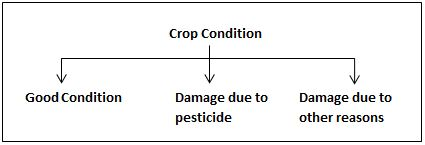 Crop Condition
Good Condition
Damage due to
pesticide
Damage due to
other reasons